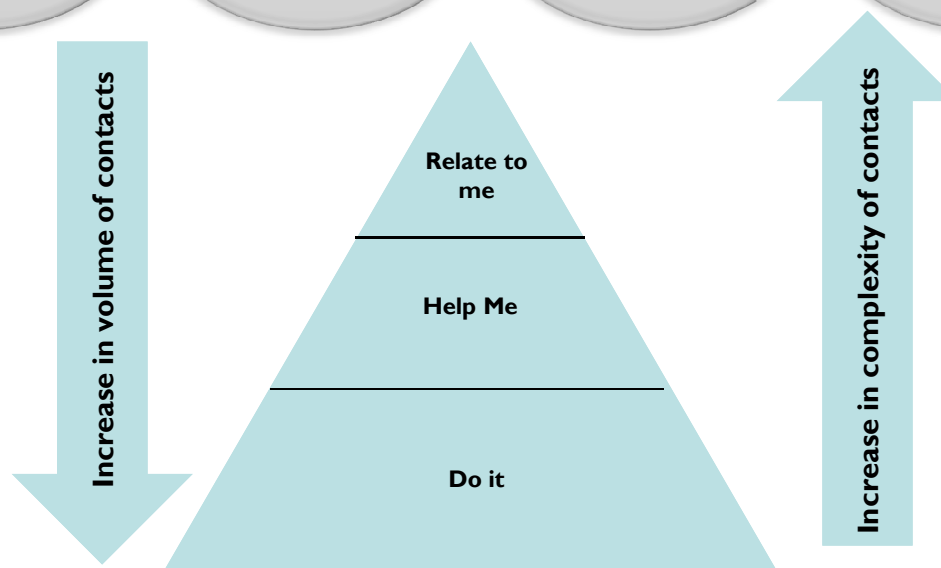 Increase in volume of contacts
Relate to
me
Help Me
Do it
Increase in complexity of contacts